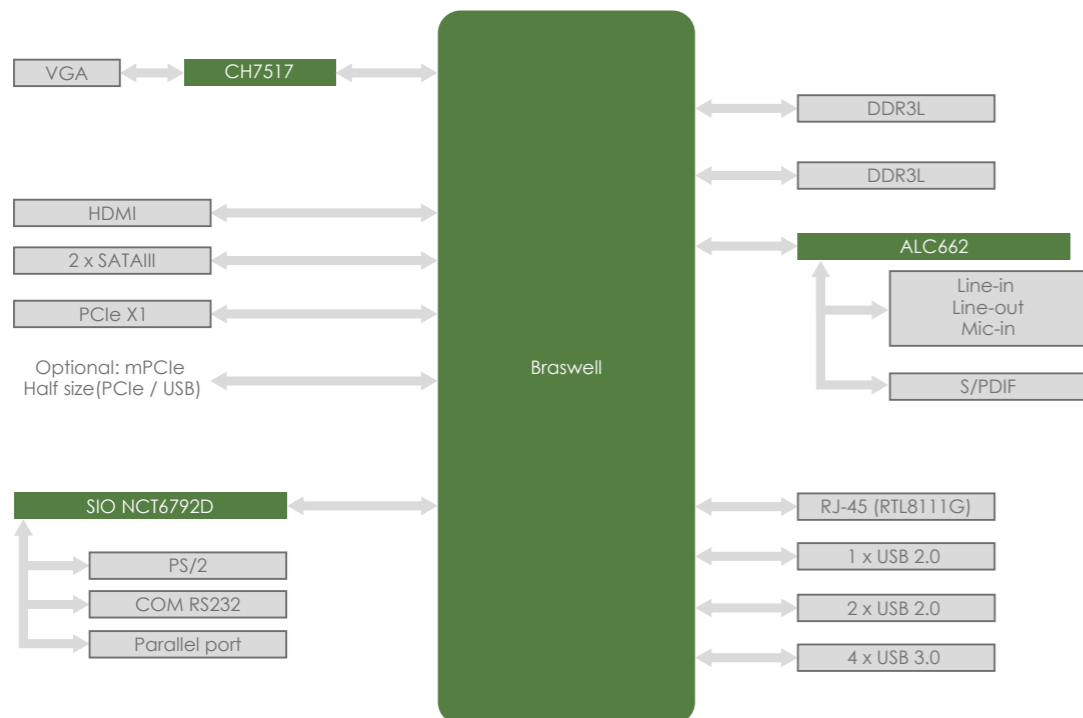 VGA
CH7517
HDMI
2 x SATAIII
PCIe X1
Optional: mPCIe
Half size(PCIe / USB)
SIO NCT6792D
PS/2
COM RS232
Parallel port
Braswell
DDR3L
DDR3L
ALC662
Line-in
Line-out
Mic-in
S/PDIF
RJ-45 (RTL8111G)
1 x USB 2.0
2 x USB 2.0
4 x USB 3.0